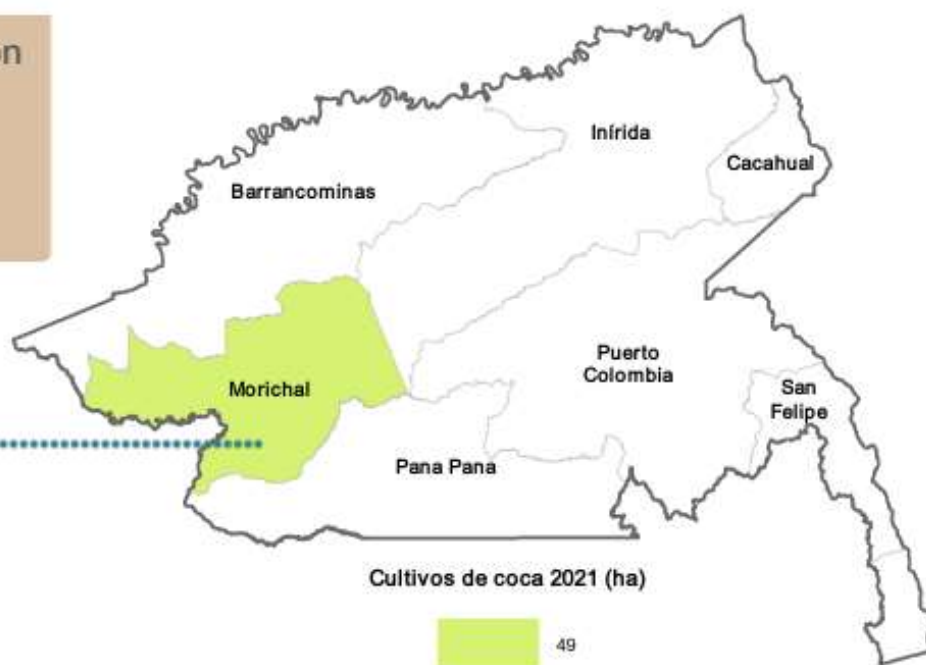 Inírida
Cacahual
Barrancominas
Puerto
Colombia
Morichal
San
Felipe
Pana Pana
Cultivos de coca 2021 (ha)
49